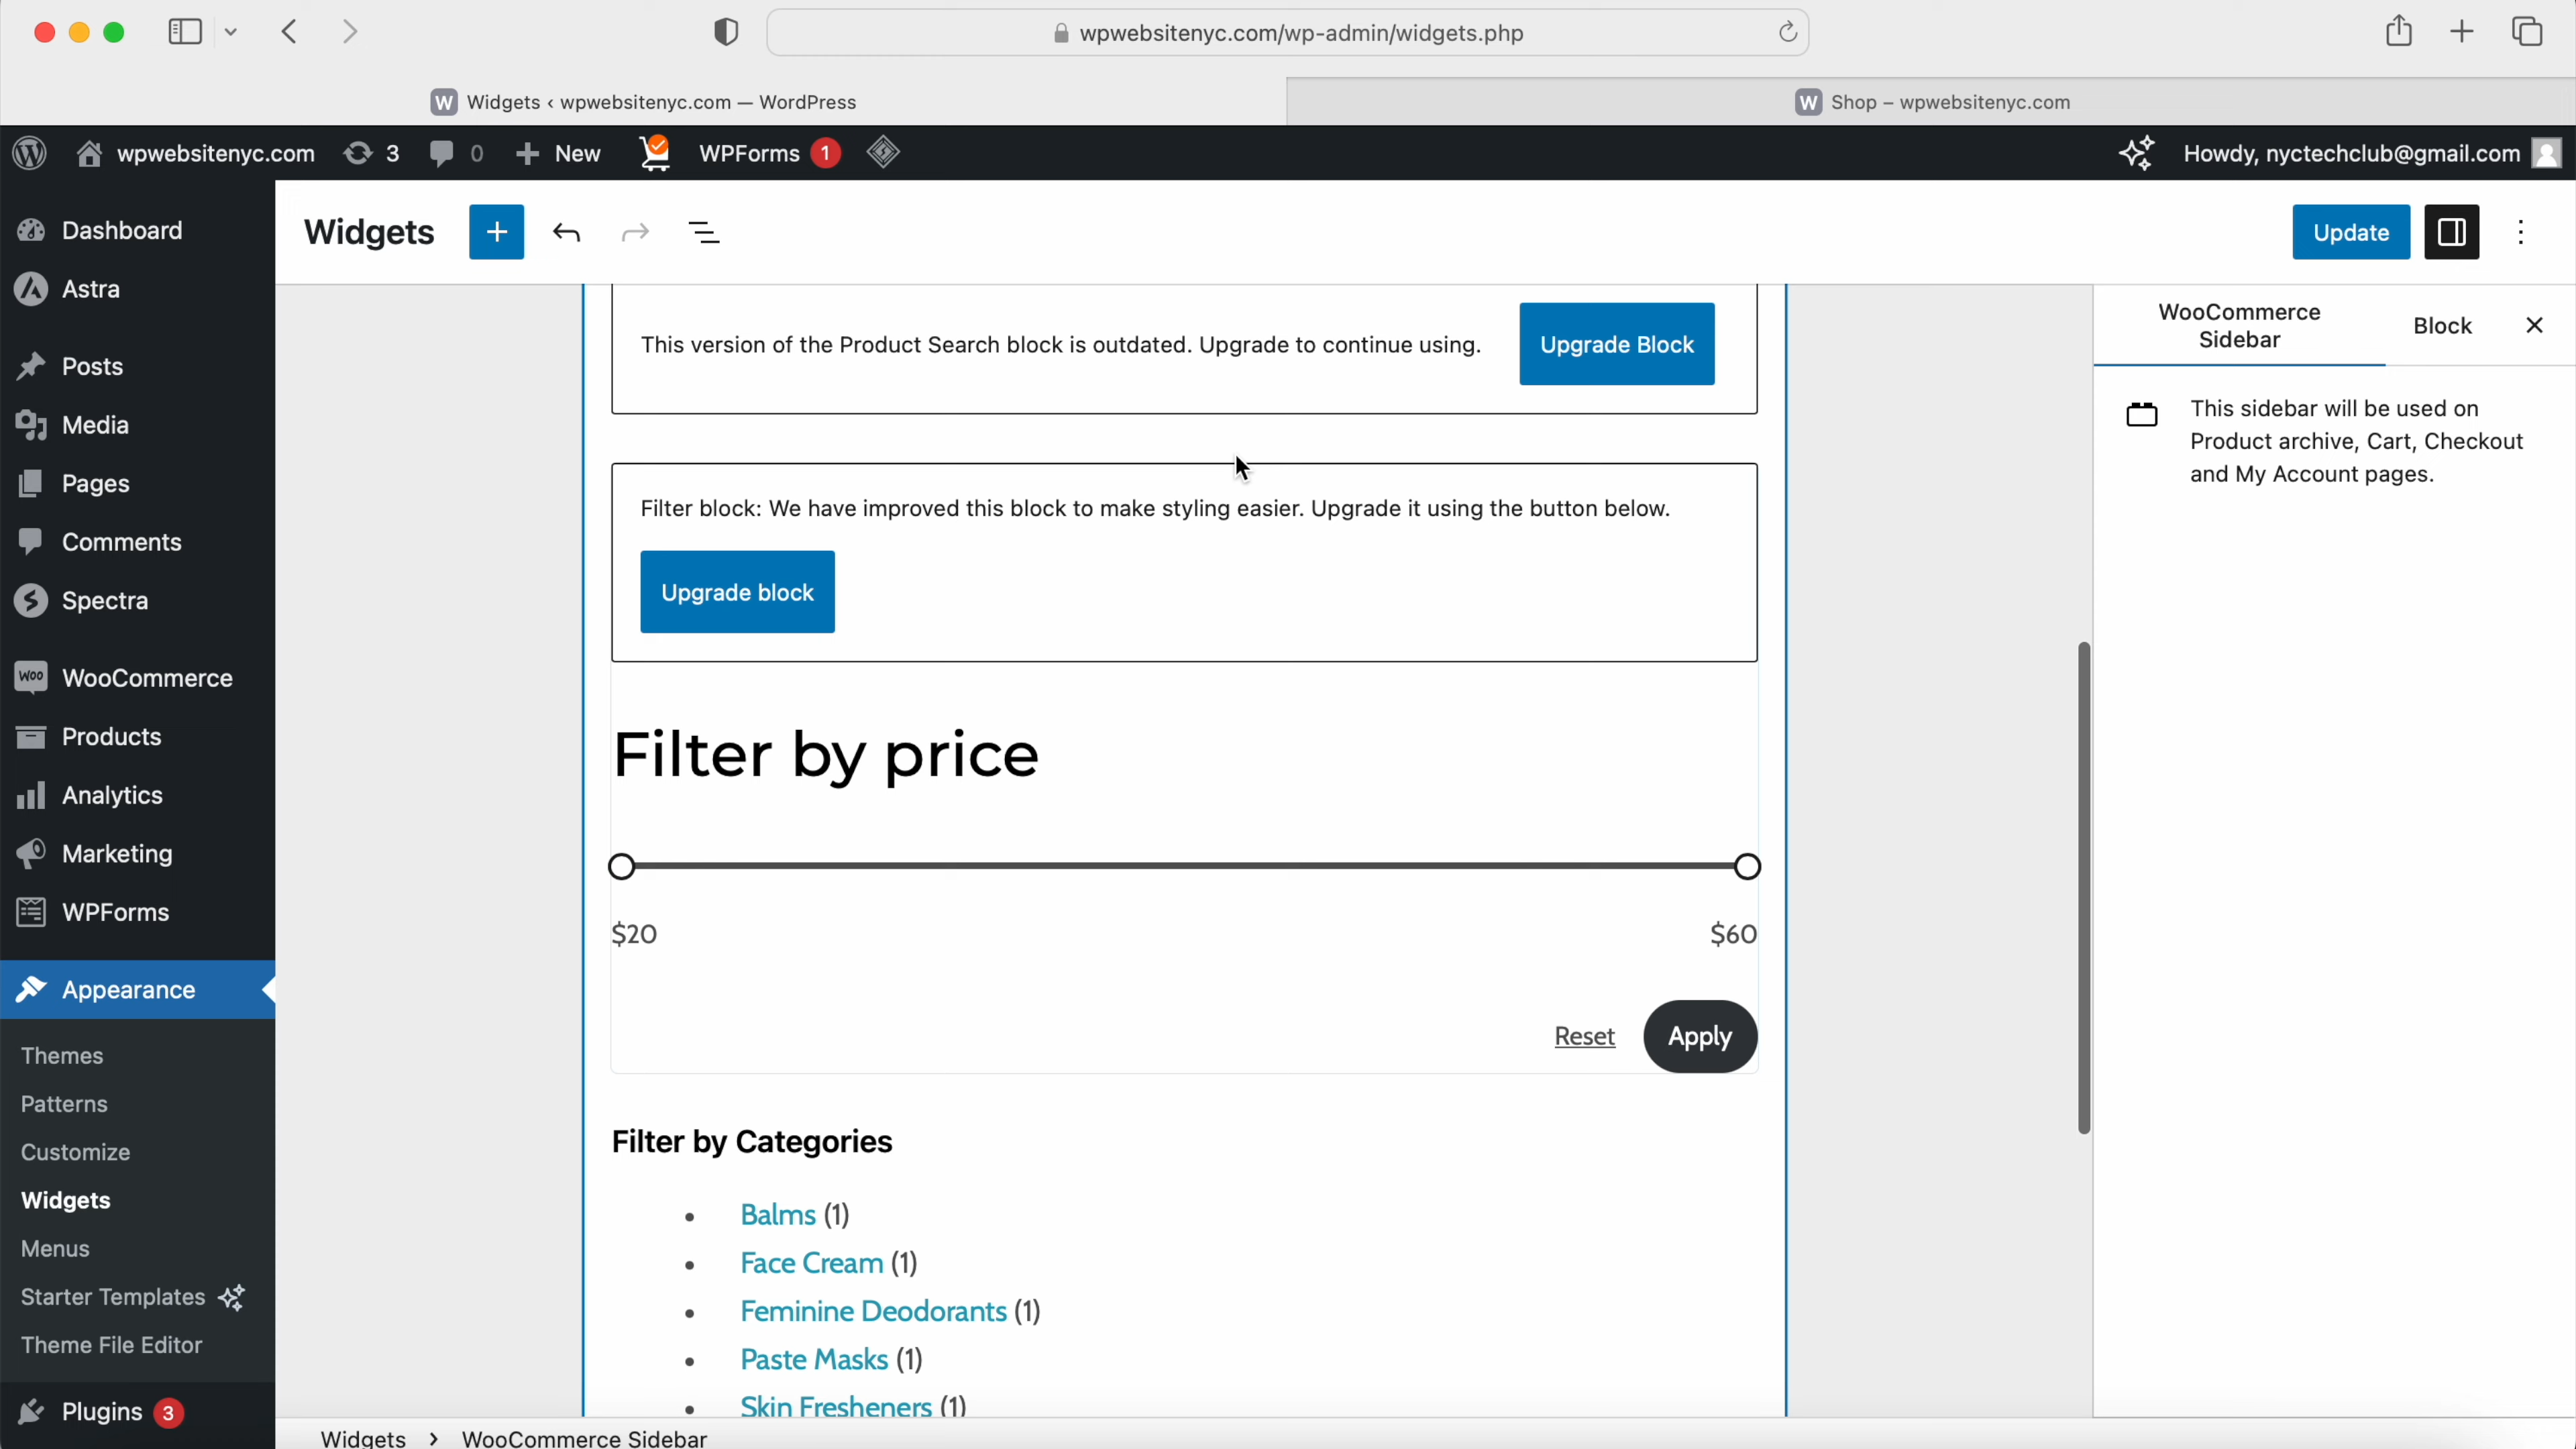 wpwebsitenyc.com/wp-admin/widgets.php
W Widgets ‹ wpwebsitenyc.com — WordPress
W Shop – wpwebsitenyc.com
wpwebsitenyc.com 3 0 New WPForms 1
Howdy, nyctechclub@gmail.com
Dashboard
Astra
Posts
Media
Pages
Comments
Spectra
woo WooCommerce
Products
Analytics
Marketing
WPForms
Appearance
Themes
Patterns
Customize
Widgets
Menus
Starter Templates
Theme File Editor
Plugins 3
Widgets
Update
This version of the Product Search block is outdated. Upgrade to continue using.
Upgrade Block
Filter block: We have improved this block to make styling easier. Upgrade it using the button below.
Upgrade block
Filter by price
$20 $60
Reset Apply
Filter by Categories
• Balms (1)
• Face Cream (1)
• Feminine Deodorants (1)
• Paste Masks (1)
• Skin Fresheners (1)
Widgets › WooCommerce Sidebar
WooCommerce
Sidebar
Block
This sidebar will be used on
Product archive, Cart, Checkout
and My Account pages.